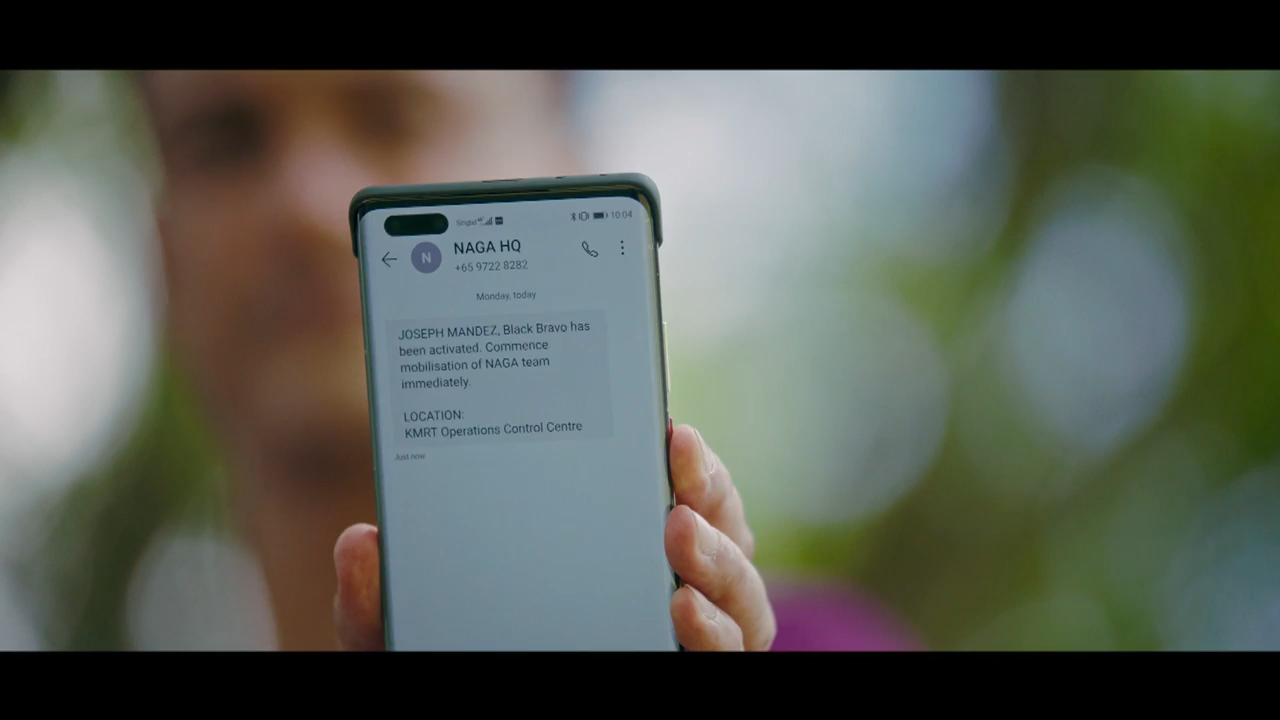 Singtel
10:04
N
NAGA HQ
+65 9722 8282
Monday, today
JOSEPH MANDEZ, Black Bravo has
been activated. Commence
mobilisation of NAGA team
immediately.
LOCATION:
KMRT Operations Control Centre
Just now